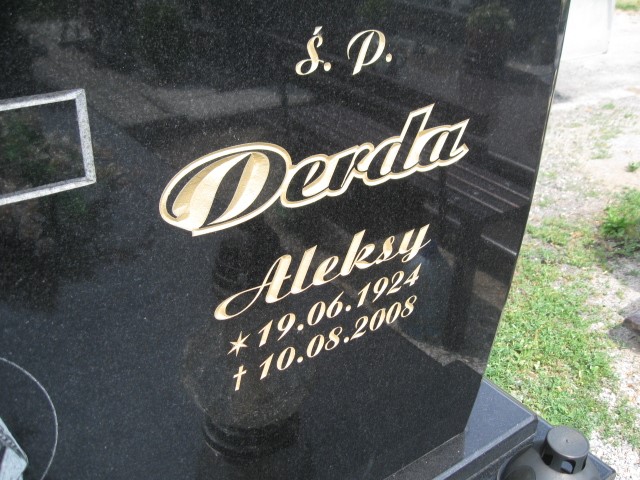 Ś. P.
Derda
Aleksy
* 19.06.1924
† 10.08.2008